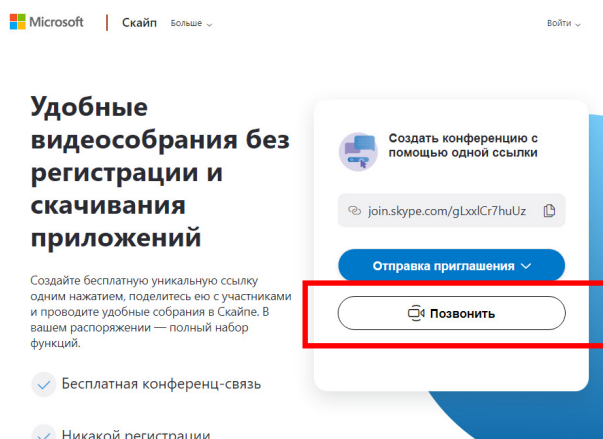 Microsoft
Скайп
Больше
Войти
Удобные
видеособрания без
регистрации и
скачивания
приложений
Создайте бесплатную уникальную ссылку
одним нажатием, поделитесь ею с участниками
и проводите удобные собрания в Скайпе. В
вашем распоряжении — полный набор
функций.
Бесплатная конференц-связь
Никакой регистрации
Создать конференцию с
помощью одной ссылки
join.skype.com/gLxxlCr7huUz
Отправка приглашения
Позвонить